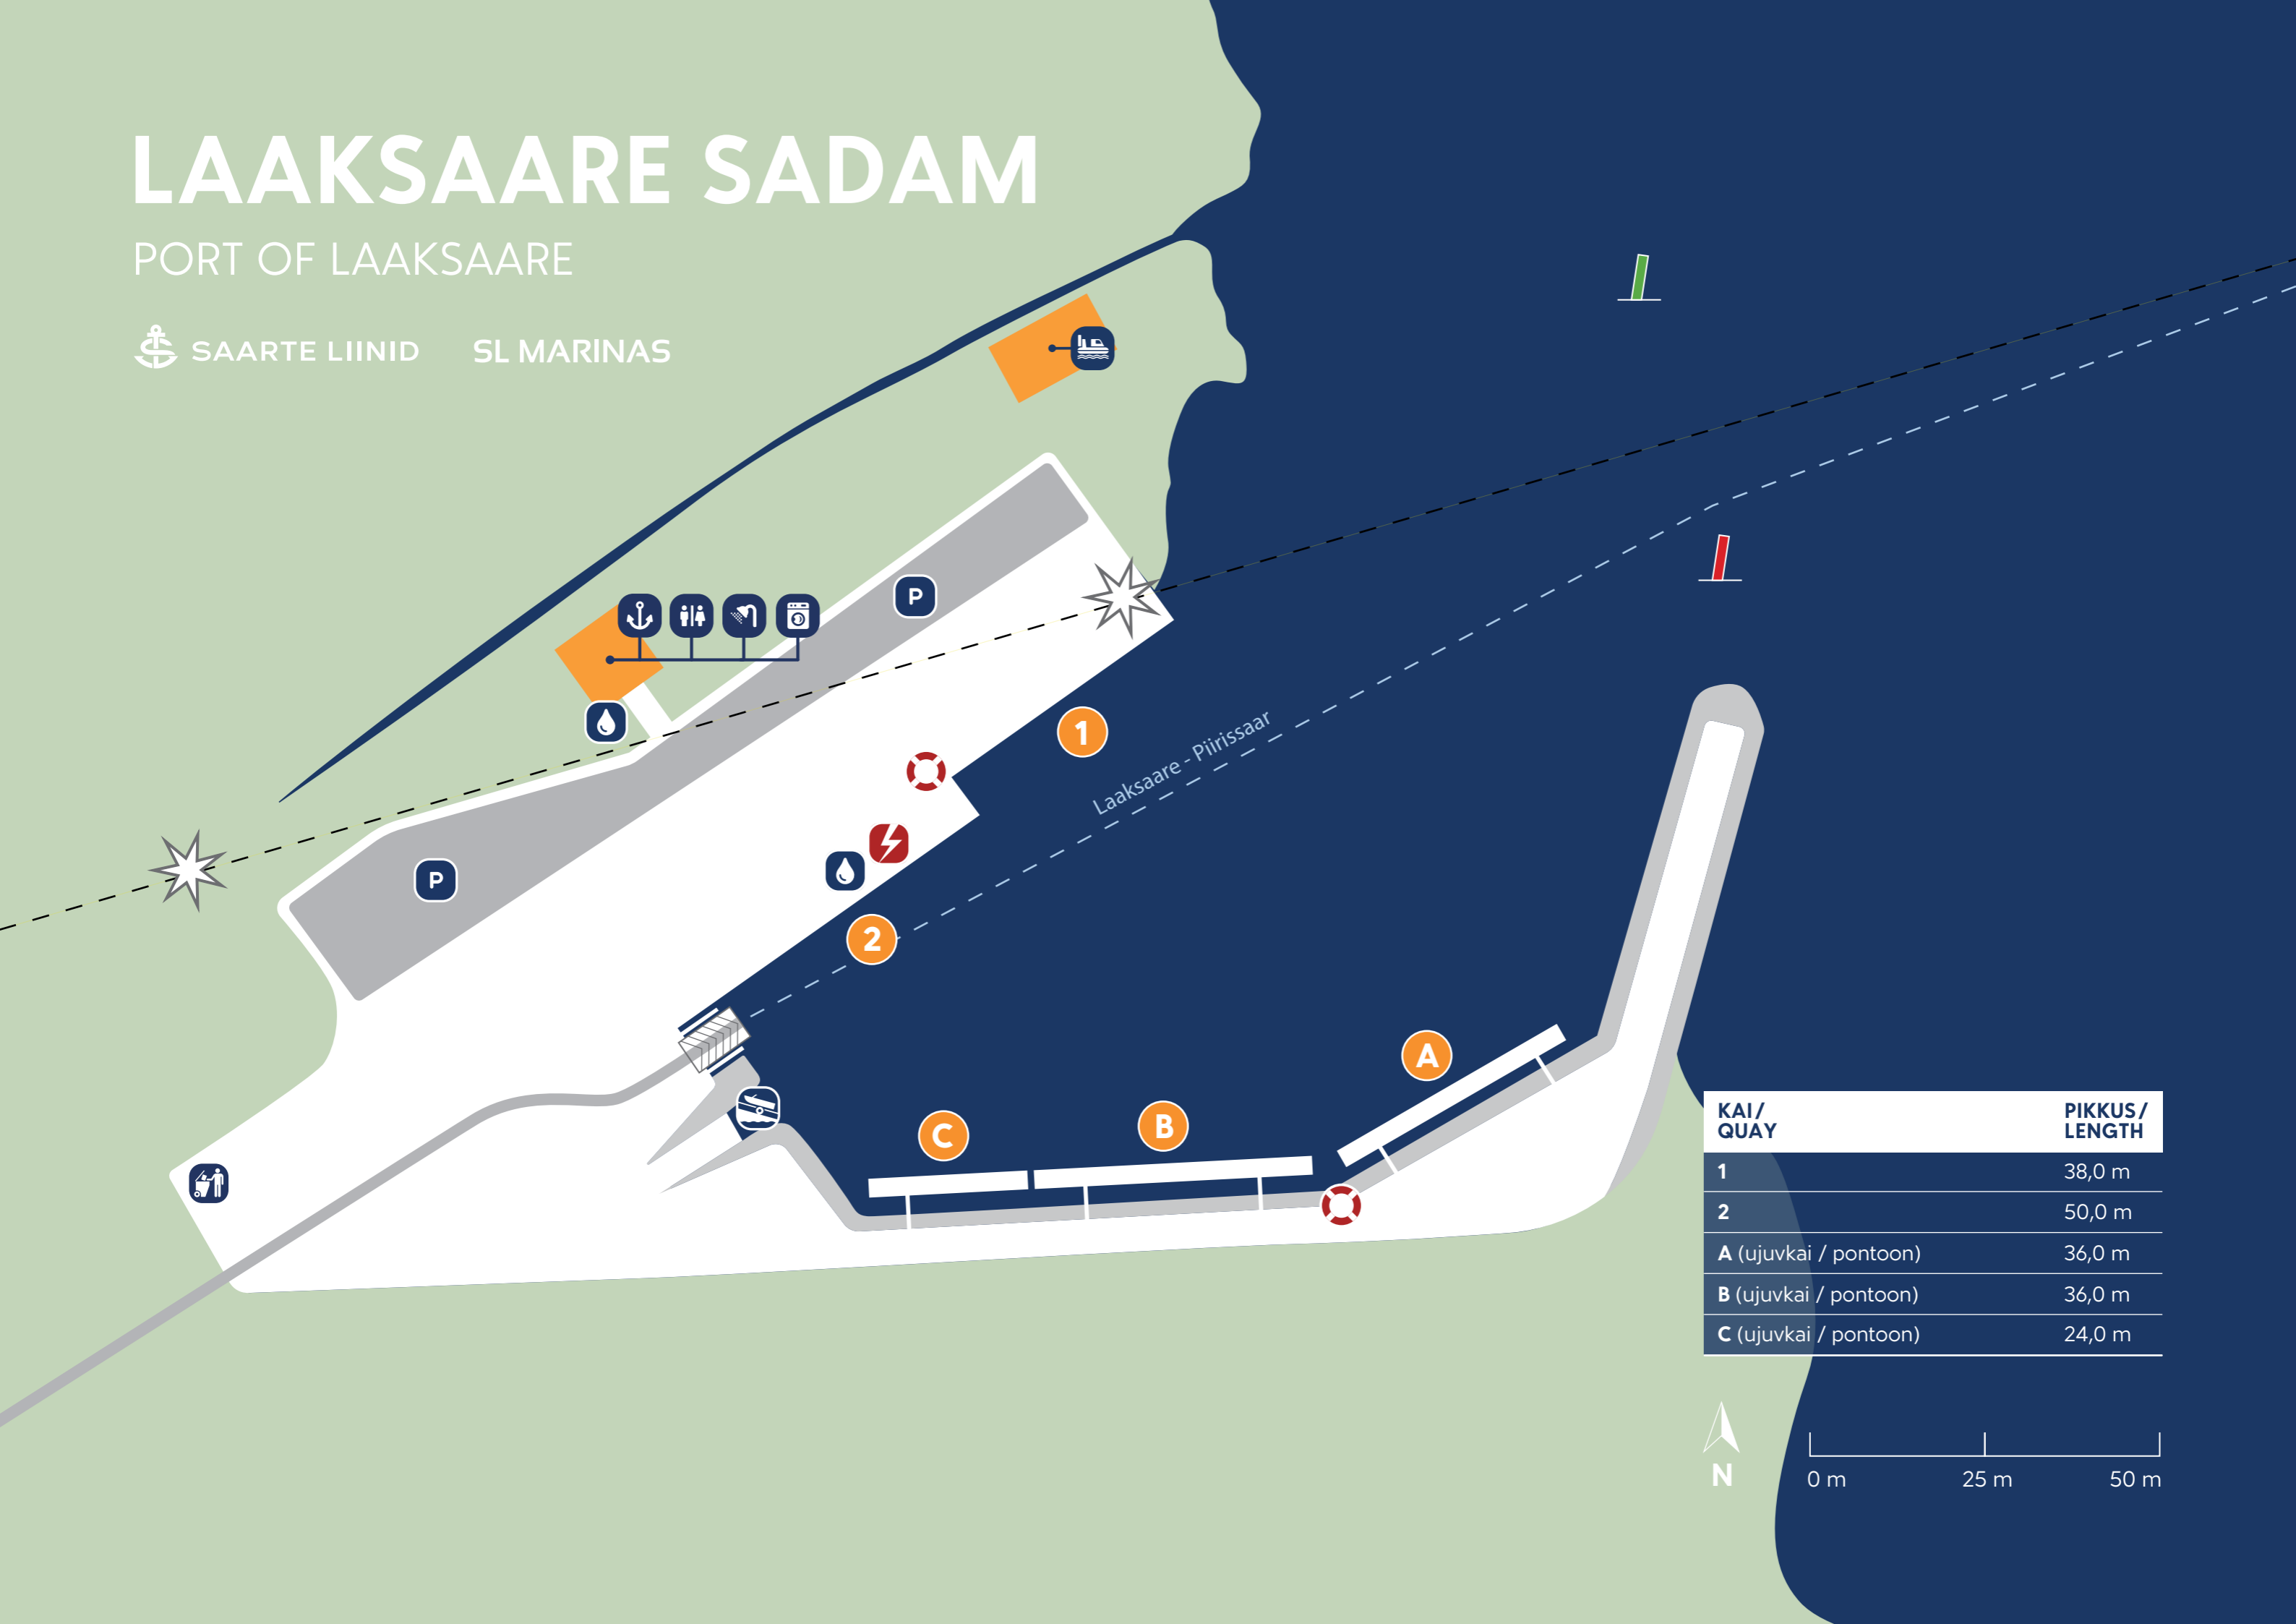 LAAKSAARE SADAM
PORT OF LAAKSAARE
SAARTE LIINID
SL MARINAS
P
1
Laaksaare - Piirissaar
P
2
A
B
C
KAI/
QUAY
PIKKUS/
LENGTH
1 38,0 m
2 50,0 m
A (ujuvkai / pontoon) 36,0 m
B (ujuvkai / pontoon) 36,0 m
C (ujuvkai / pontoon) 24,0 m
N
0 m 25 m 50 m